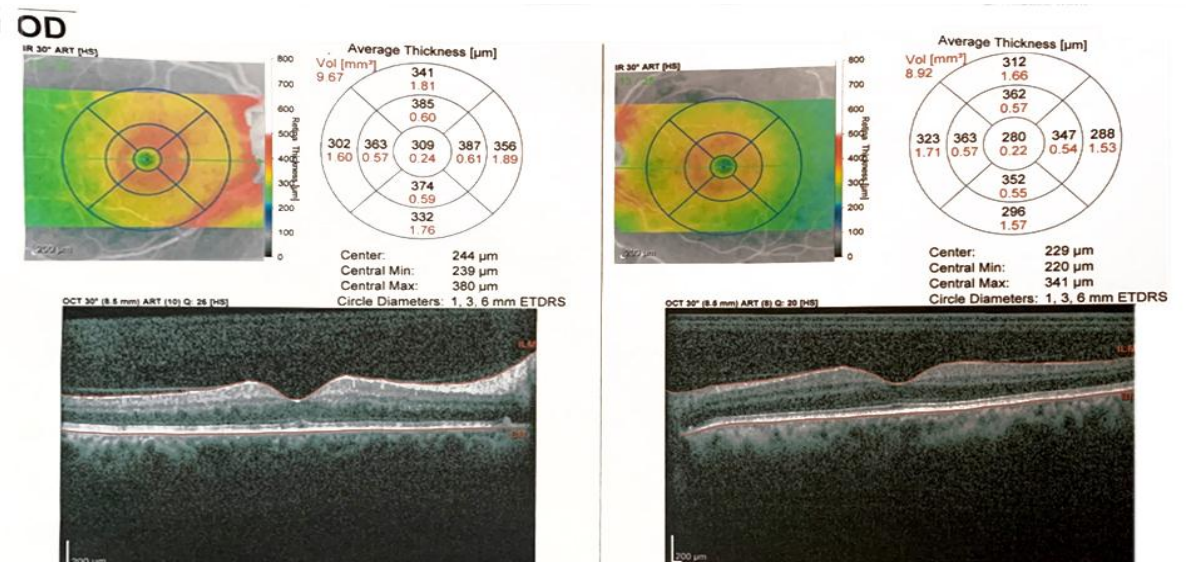 OD
IR 30° ART [HS]
800
700
600
500
400
300
200
100
0
Retina Thickness [µm]
200 µm
Average Thickness [µm]
Vol [mm³]
9.67
341
1.81
385
0.60
302 363 309 387 356
1.60 0.57 0.24 0.61 1.89
374
0.59
332
1.76
Center: 244 µm
Central Min: 239 µm
Central Max: 380 µm
Circle Diameters: 1, 3, 6 mm ETDRS
OCT 30° (8.5 mm) ART (10) Q: 26 [HS]
ILM
200 µm
IR 30° ART [HS]
800
700
600
500
400
300
200
100
0
Retina Thickness [µm]
200 µm
Average Thickness [µm]
Vol [mm³]
8.92
312
1.66
362
0.57
323 363 280 347 288
1.71 0.57 0.22 0.54 1.53
352
0.55
296
1.57
Center: 229 µm
Central Min: 220 µm
Central Max: 341 µm
Circle Diameters: 1, 3, 6 mm ETDRS
OCT 30° (8.6 mm) ART (8) Q: 20 [HS]
ILM
200 µm